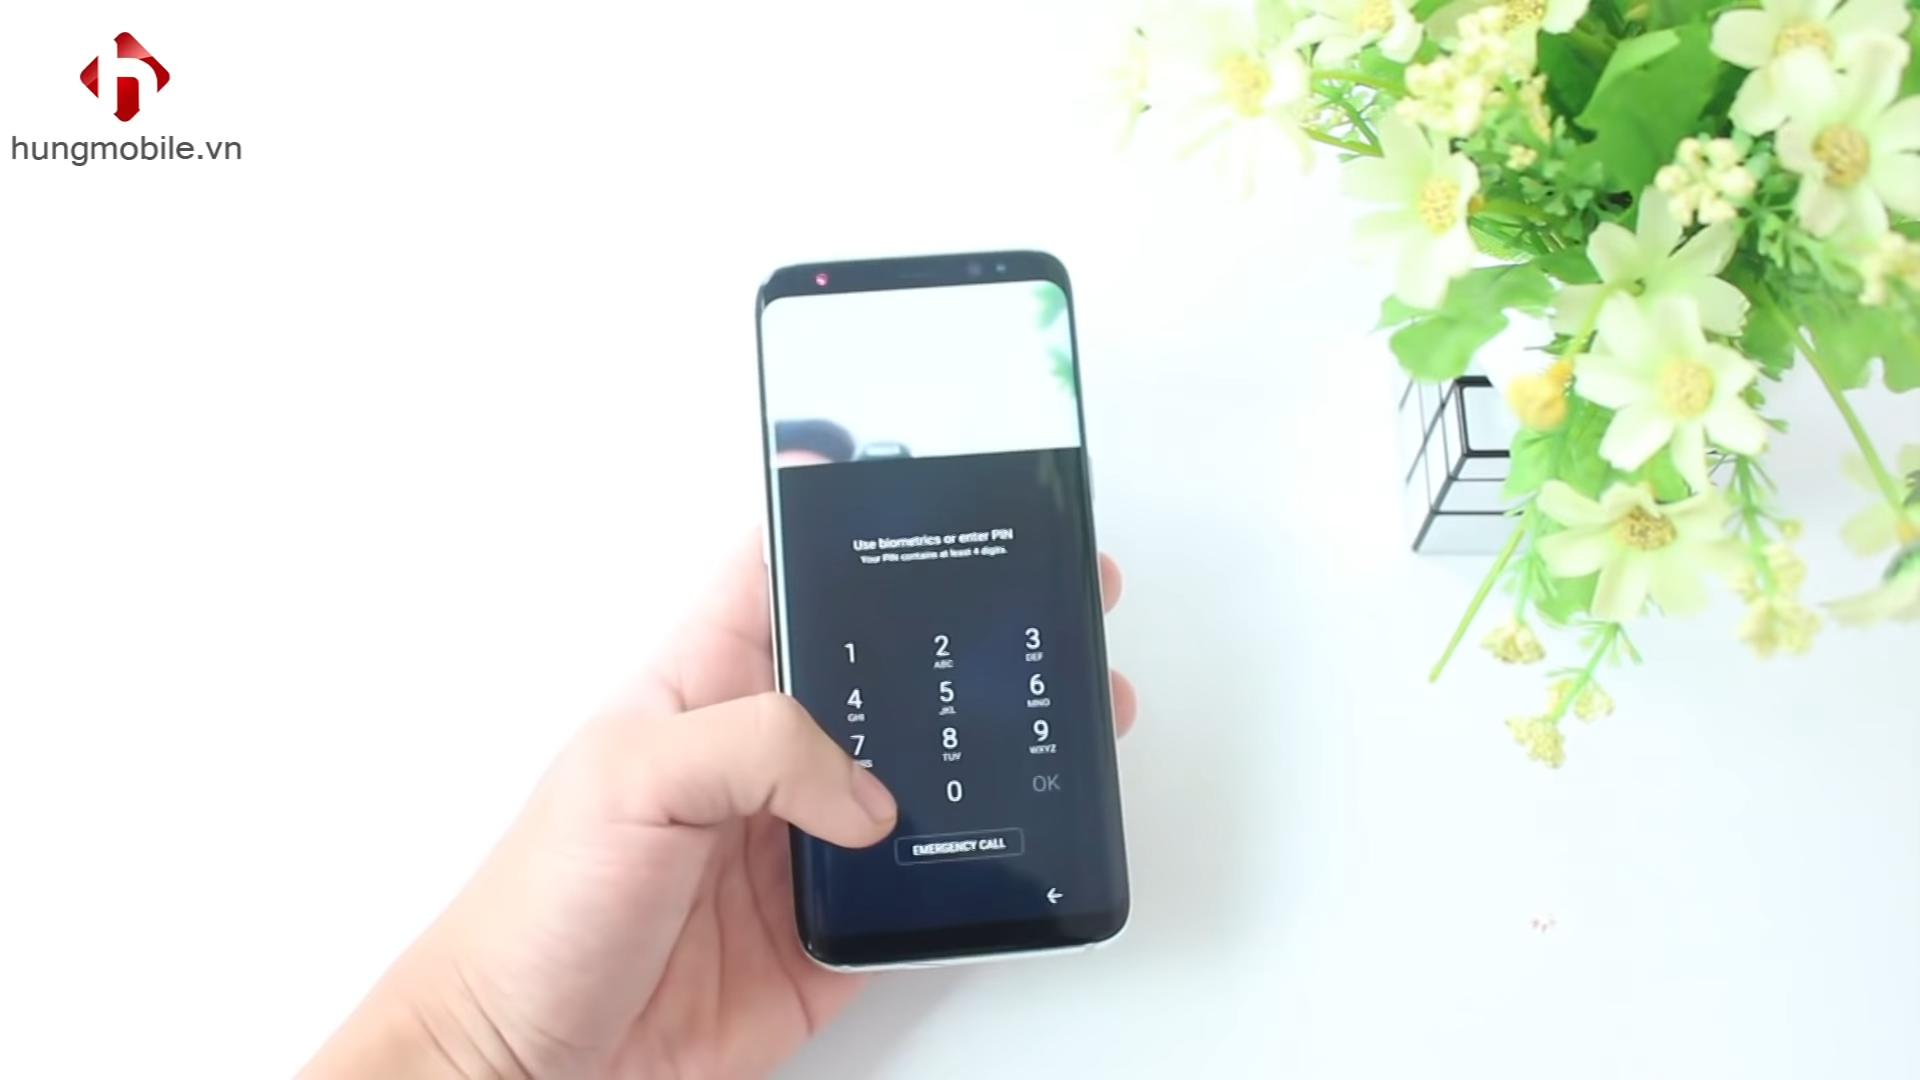 hungmobile.vn
Use biometrics or enter PIN
Your PIN contains at least 4 digits.
1 2 ABC 3 DEF
4 GHI 5 JKL 6 MNO
7 8 TUV 9 WXYZ
0 OK
EMERGENCY CALL